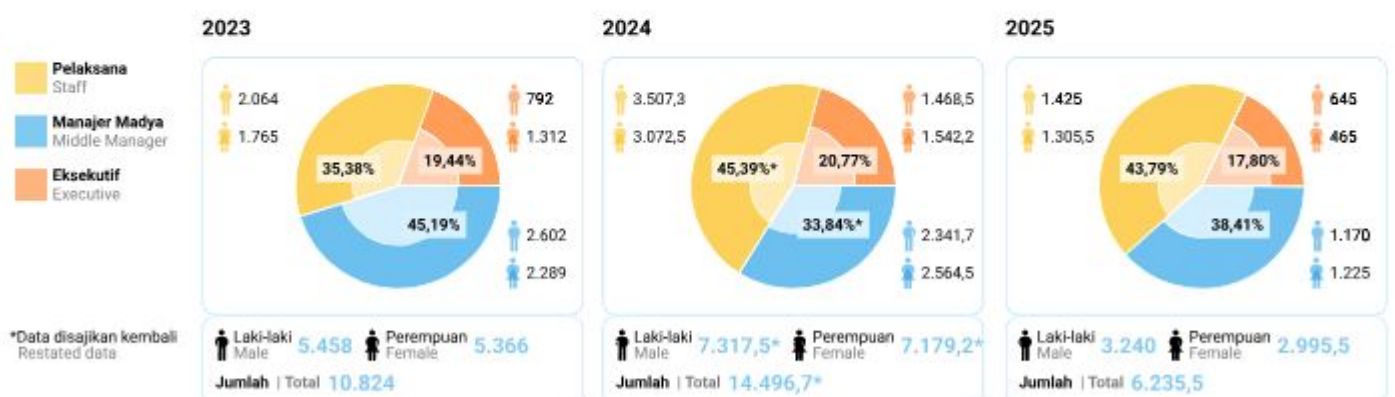 2023
2024
2025
Pelaksana
Staff
Manajer Madya
Middle Manager
Eksekutif
Executive
2.064
1.765
792
1.312
35,38%
19,44%
45,19%
2.602
2.289
3.507,3
3.072,5
1.468,5
1.542,2
45,39%*
20,77%
33,84%*
2.341,7
2.564,5
1.425
1.305,5
645
465
43,79%
17,80%
38,41%
1.170
1.225
*Data disajikan kembali
Restated data
Laki-laki
Male
5.458
Perempuan
Female
5.366
Jumlah | Total 10.824
Laki-laki
Male
7.317,5*
Perempuan
Female
7.179,2*
Jumlah | Total 14.496,7*
Laki-laki
Male
3.240
Perempuan
Female
2.995,5
Jumlah | Total 6.235,5